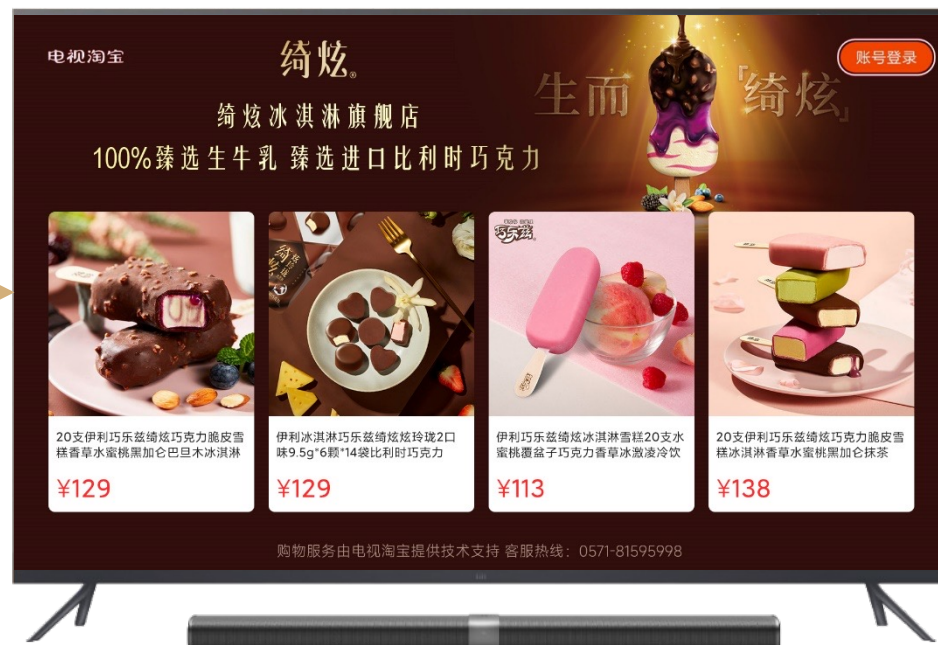 电视淘宝
绮炫
账号登录
生而『绮炫』
绮炫冰淇淋旗舰店
100%臻选生牛乳 臻选进口比利时巧克力
巧乐兹
20支伊利巧乐兹绮炫巧克力脆皮雪
糕香草水蜜桃黑加仑巴旦木冰淇淋
¥129
伊利冰淇淋巧乐兹绮炫炫玲珑2口
味9.5g*6颗*14袋比利时巧克力
¥129
伊利巧乐兹绮炫冰淇淋雪糕20支水
蜜桃覆盆子巧克力香草冰激凌冷饮
¥113
20支伊利巧乐兹绮炫巧克力脆皮雪
糕冰淇淋香草水蜜桃黑加仑抹茶
¥138
购物服务由电视淘宝提供技术支持 客服热线：0571-81595998